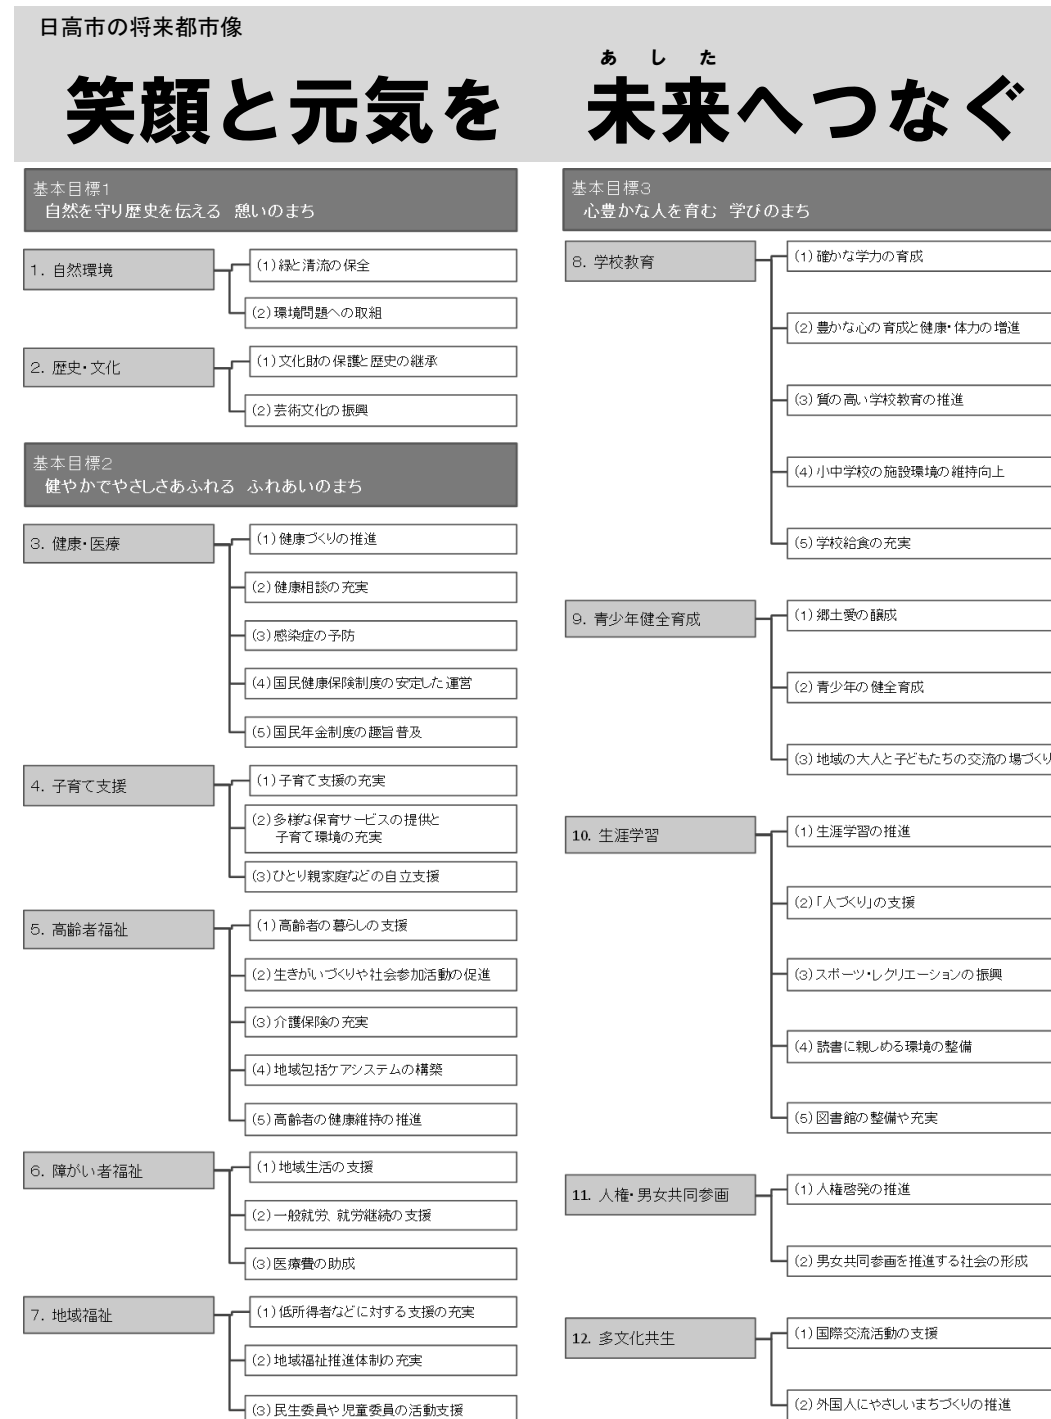 日高市の将来都市像
あした
笑顔と元気を 未来へつなぐ
基本目標1
自然を守り歴史を伝える 憩いのまち
1. 自然環境
(1)緑と清流の保全
(2)環境問題への取組
2. 歴史・文化
(1)文化財の保護と歴史の継承
(2)芸術文化の振興
基本目標2
健やかでやさしさあふれる ふれあいのまち
3. 健康・医療
(1)健康づくりの推進
(2)健康相談の充実
(3)感染症の予防
(4)国民健康保険制度の安定した運営
(5)国民年金制度の趣旨普及
4. 子育て支援
(1)子育て支援の充実
(2)多様な保育サービスの提供と
子育て環境の充実
(3)ひとり親家庭などの自立支援
5. 高齢者福祉
(1)高齢者の暮らしの支援
(2)生きがいづくりや社会参加活動の促進
(3)介護保険の充実
(4)地域包括ケアシステムの構築
(5)高齢者の健康維持の推進
6. 障がい者福祉
(1)地域生活の支援
(2)一般就労、就労継続の支援
(3)医療費の助成
7. 地域福祉
(1)低所得者などに対する支援の充実
(2)地域福祉推進体制の充実
(3)民生委員や児童委員の活動支援
基本目標3
心豊かな人を育む 学びのまち
8. 学校教育
(1)確かな学力の育成
(2)豊かな心の育成と健康・体力の増進
(3)質の高い学校教育の推進
(4)小中学校の施設環境の維持向上
(5)学校給食の充実
9. 青少年健全育成
(1)郷土愛の醸成
(2)青少年の健全育成
(3)地域の大人と子どもたちの交流の場づくり
10. 生涯学習
(1)生涯学習の推進
(2)「人づくり」の支援
(3)スポーツ・レクリエーションの振興
(4)読書に親しめる環境の整備
(5)図書館の整備や充実
11. 人権・男女共同参画
(1)人権啓発の推進
(2)男女共同参画を推進する社会の形成
12. 多文化共生
(1)国際交流活動の支援
(2)外国人にやさしいまちづくりの推進